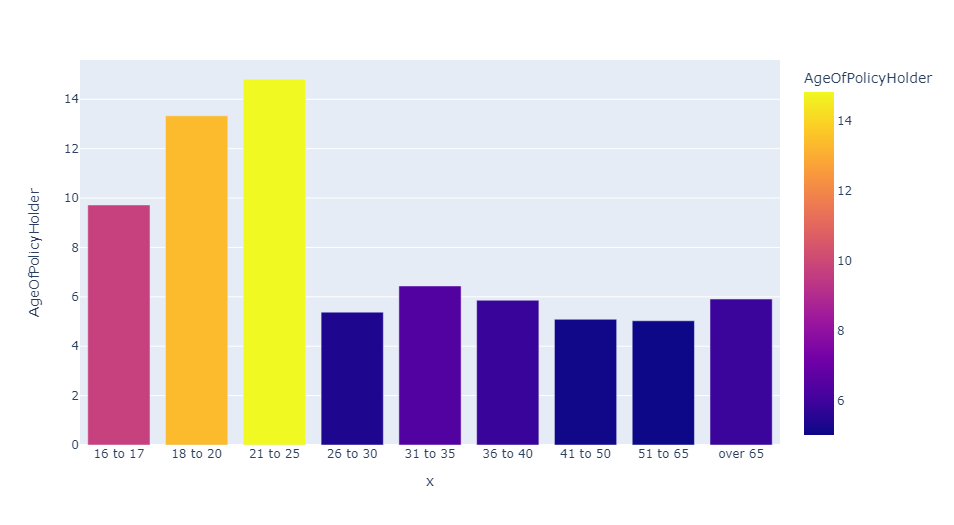 AgeOfPolicyHolder
14
12
10
8
6
4
2
0
AgeOfPolicyHolder
16 to 17
18 to 20
21 to 25
26 to 30
31 to 35
36 to 40
41 to 50
51 to 65
over 65
x
14
12
10
8
6